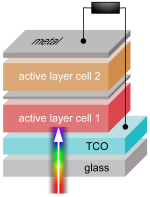 metal
active layer cell 2
active layer cell 1
TCO
glass